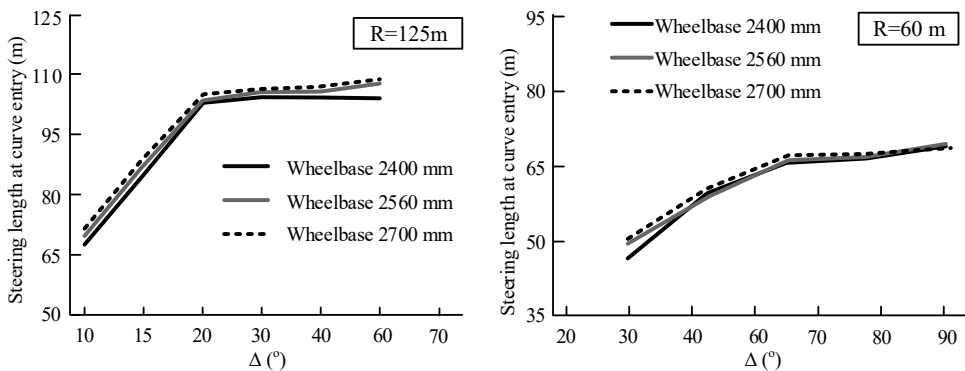 Steering length at curve entry (m)
125
110
95
80
65
50
R=125m
Wheelbase 2400 mm
Wheelbase 2560 mm
Wheelbase 2700 mm
10 15 20 30 40 60 70
Δ (°)
Steering length at curve entry (m)
95
80
65
50
35
Wheelbase 2400 mm
Wheelbase 2560 mm
Wheelbase 2700 mm
R=60 m
20 30 40 60 70 80 90
Δ (°)